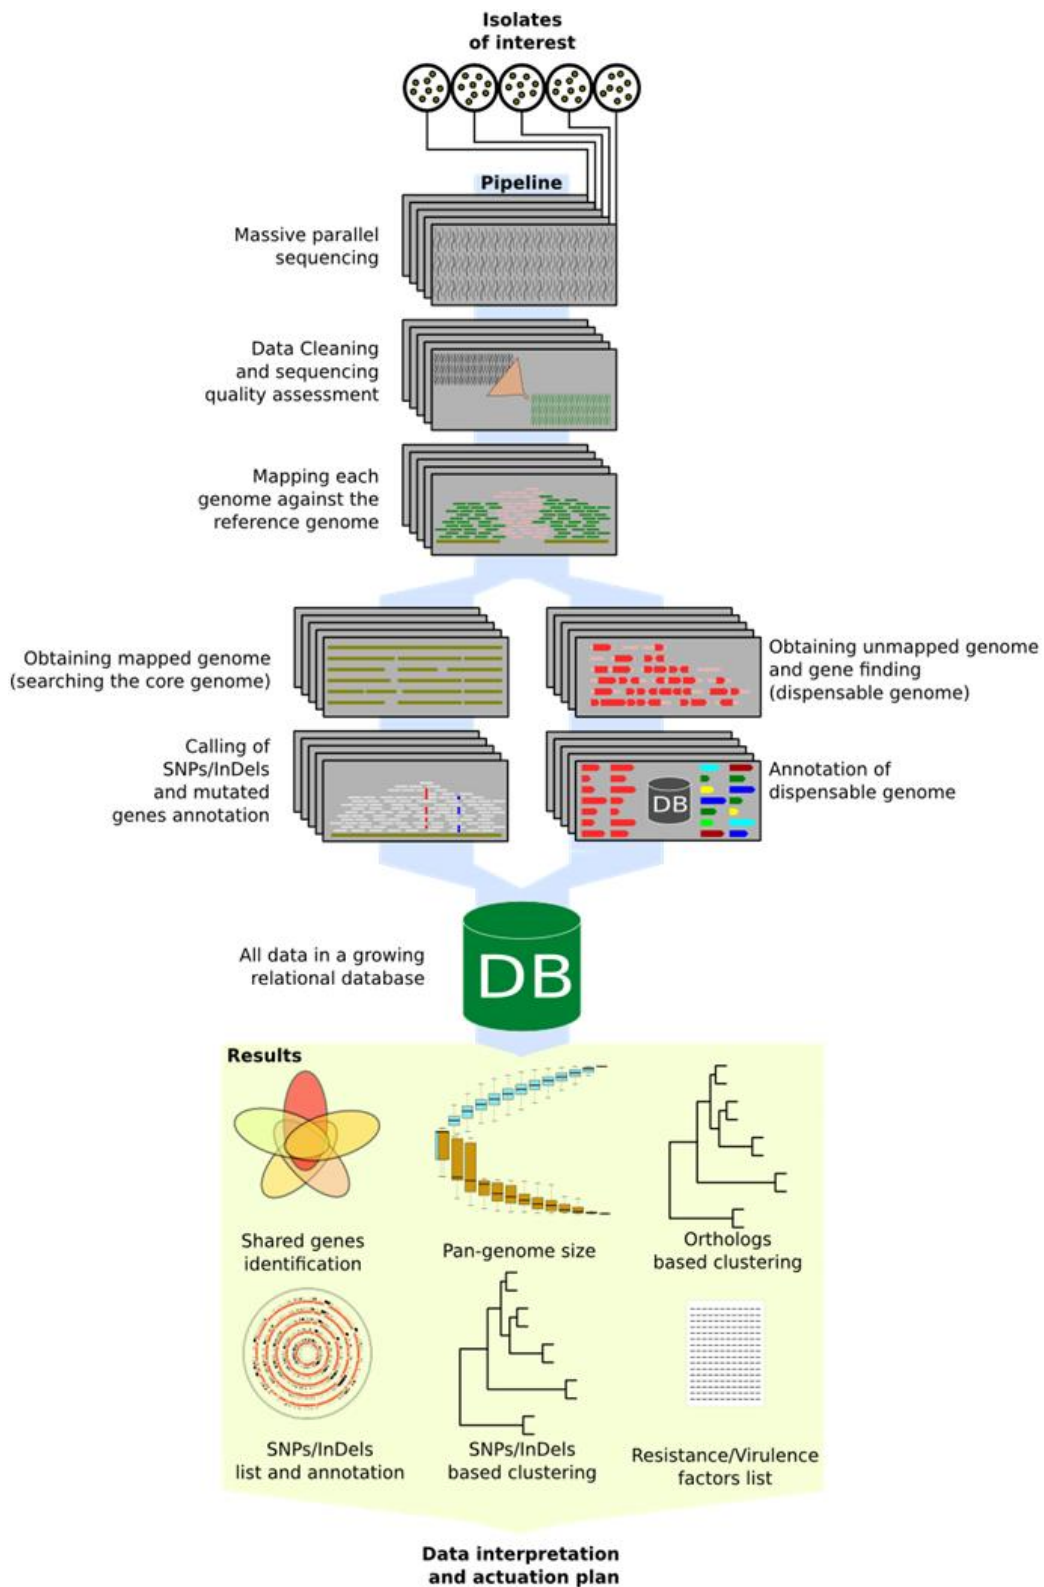 Isolates
of interest
Pipeline
Massive parallel
sequencing
Data Cleaning
and sequencing
quality assessment
Mapping each
genome against the
reference genome
Obtaining mapped genome
(searching the core genome)
Obtaining unmapped genome
and gene finding
(dispensable genome)
Calling of
SNPs/InDels
and mutated
genes annotation
DB
Annotation of
dispensable genome
All data in a growing
relational database
DB
Results
Shared genes
identification
Pan-genome size
Orthologs
based clustering
SNPs/InDels
list and annotation
SNPs/InDels
based clustering
Resistance/Virulence
factors list
Data interpretation
and actuation plan